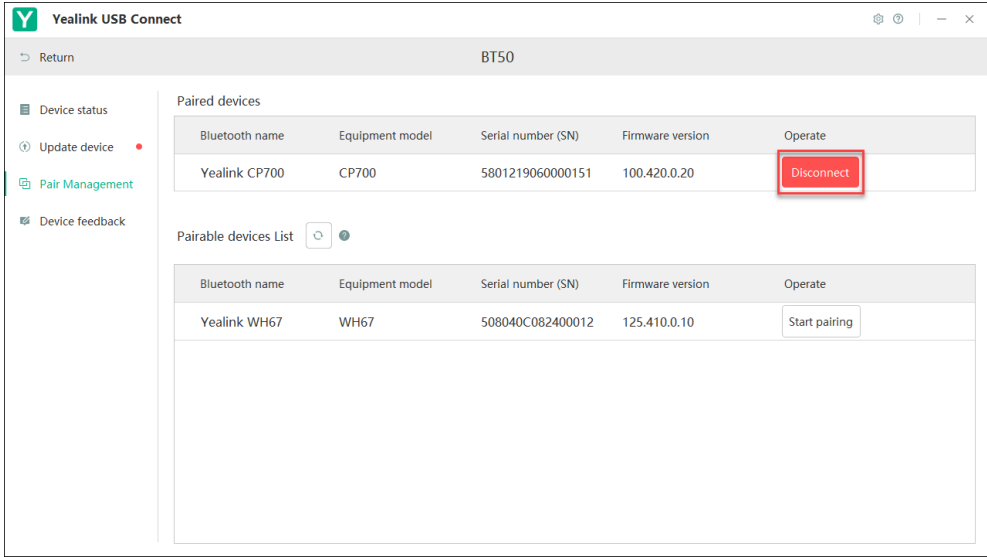 Y Yealink USB Connect
Return BT50
Device status
Update device
Pair Management
Device feedback
Paired devices
Bluetooth name Equipment model Serial number (SN) Firmware version Operate
Yealink CP700 CP700 5801219060000151 100.420.0.20 Disconnect
Pairable devices List
Bluetooth name Equipment model Serial number (SN) Firmware version Operate
Yealink WH67 WH67 508040C082400012 125.410.0.10 Start pairing